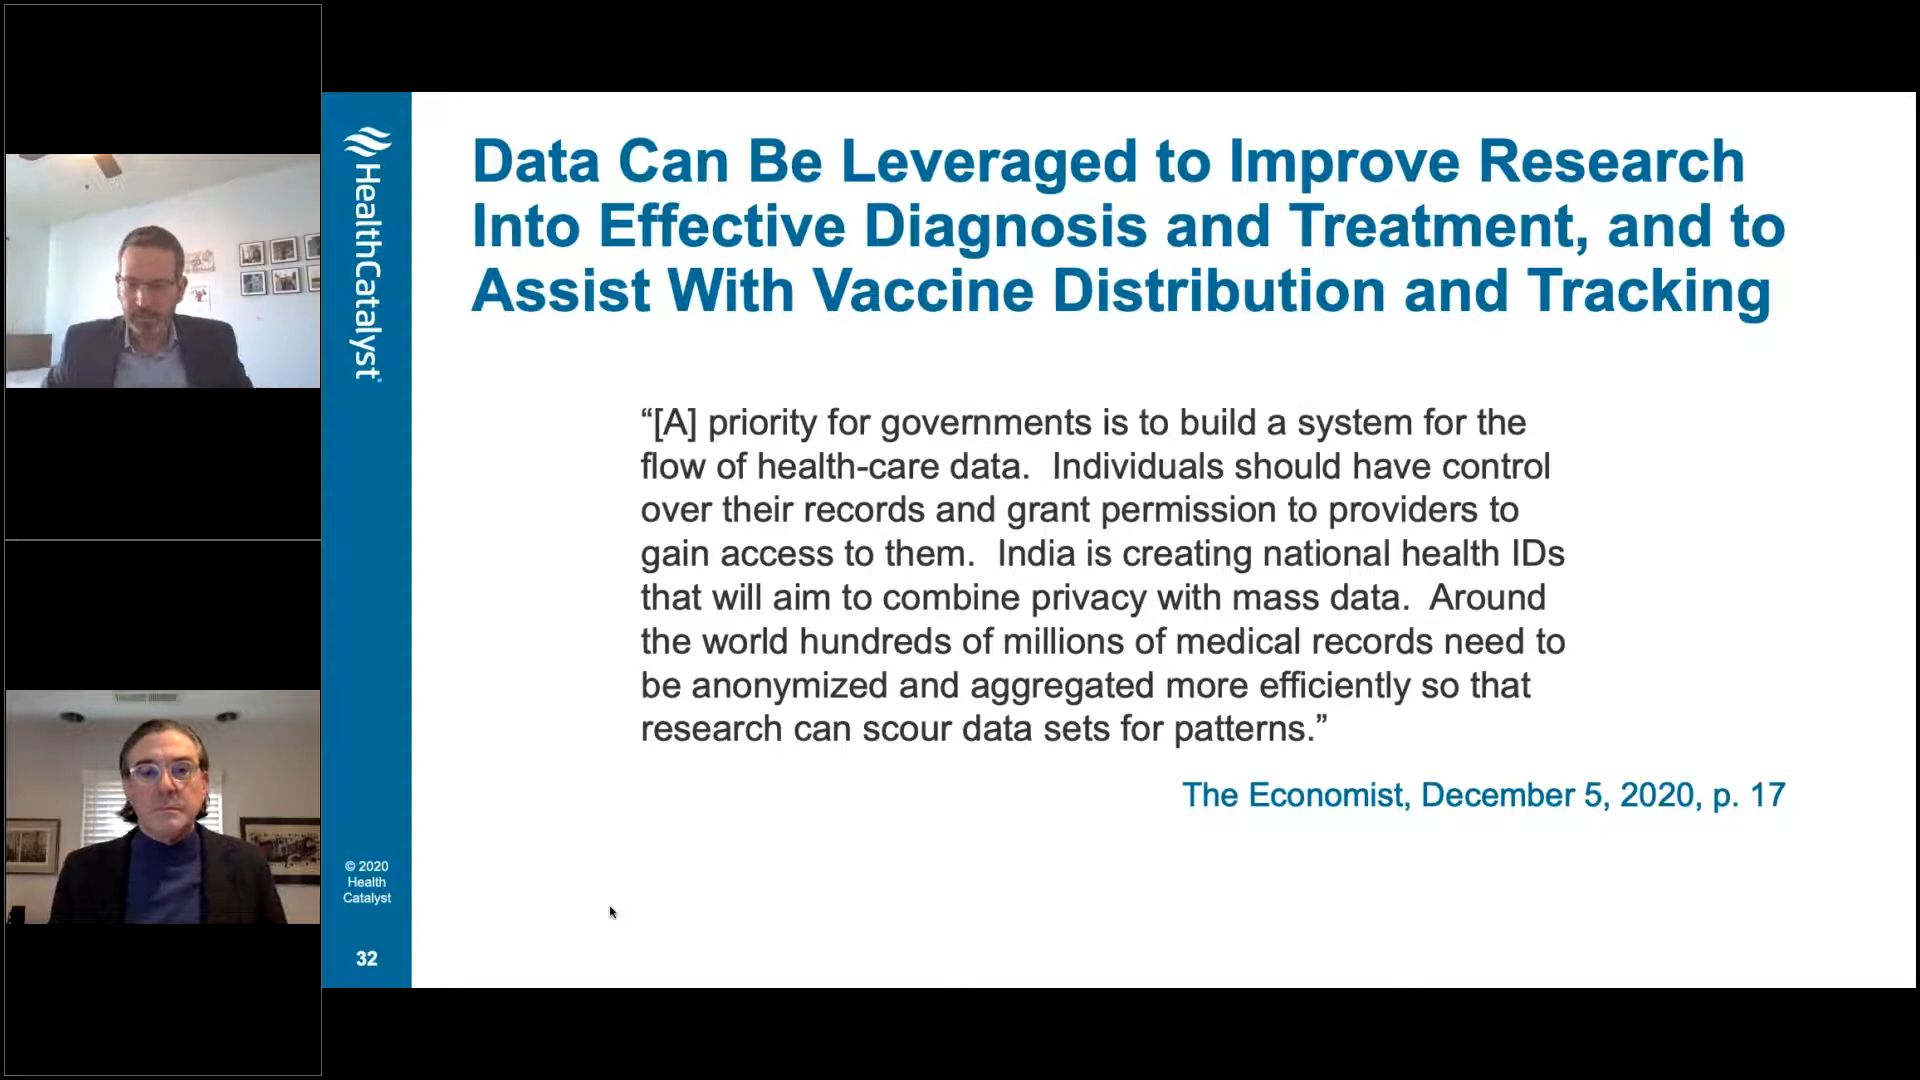 HealthCatalyst
Data Can Be Leveraged to Improve Research
Into Effective Diagnosis and Treatment, and to
Assist With Vaccine Distribution and Tracking
“[A] priority for governments is to build a system for the
flow of health-care data.  Individuals should have control
over their records and grant permission to providers to
gain access to them.  India is creating national health IDs
that will aim to combine privacy with mass data.  Around
the world hundreds of millions of medical records need to
be anonymized and aggregated more efficiently so that
research can scour data sets for patterns.”
The Economist, December 5, 2020, p. 17
© 2020
Health
Catalyst
32